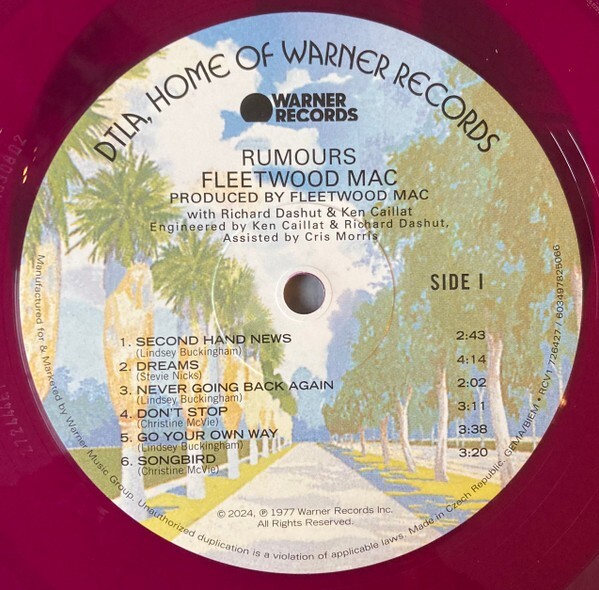 DTLA, HOME OF WARNER RECORDS
WARNER
RECORDS
RUMOURS
FLEETWOOD MAC
PRODUCED BY FLEETWOOD MAC
with Richard Dashut & Ken Caillat
Engineered by Ken Caillat & Richard Dashut.
Assisted by Cris Morris
SIDE 1
1. SECOND HAND NEWS 2:43
(Lindsey Buckingham)
2. DREAMS 4:14
(Stevie Nicks)
3. NEVER GOING BACK AGAIN 2:02
(Lindsey Buckingham)
4. DON'T STOP 3:11
(Christine McVie)
5. GO YOUR OWN WAY 3:38
(Lindsey Buckingham)
6. SONGBIRD 3:20
(Christine McVie)
© 2024, ℗ 1977 Warner Records Inc.
All Rights Reserved.
Manufactured for & Marketed by Warner Music Group. Unauthorized duplication is a violation of applicable laws. Made in Czech Republic. GEMA/BIEM • RCV1 726427 / 603497825066